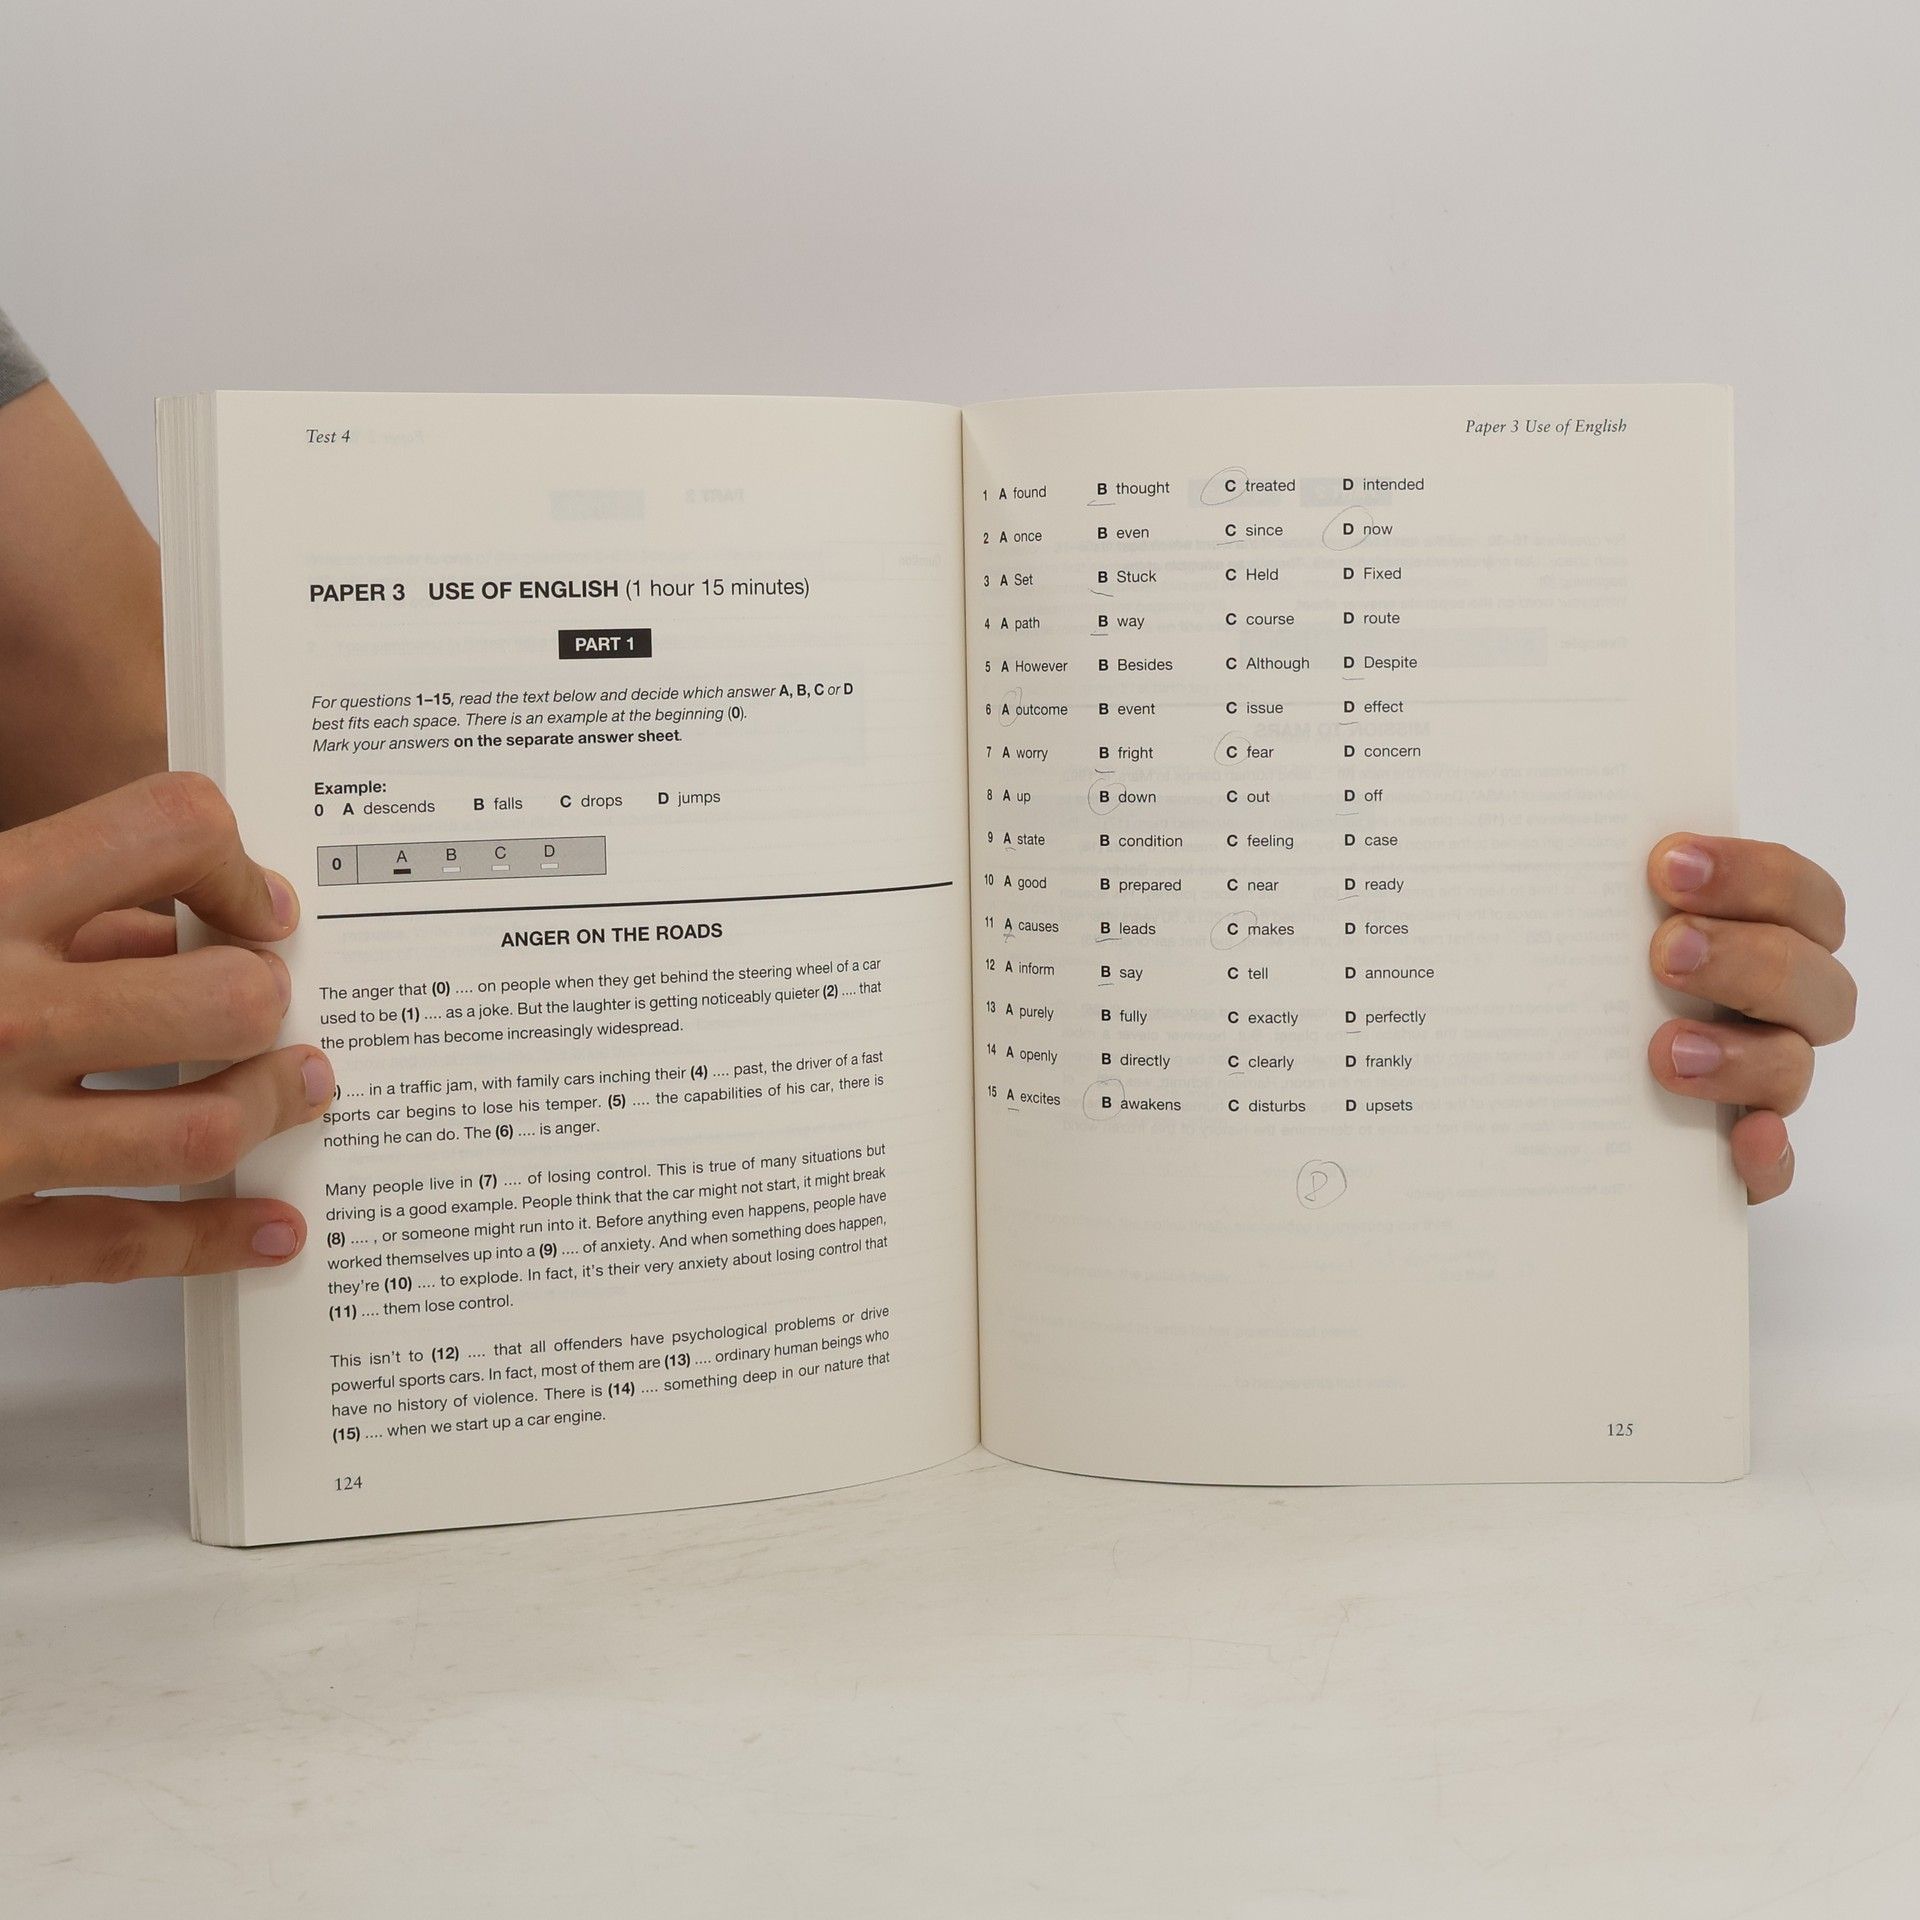 Test 4
PAPER 3 USE OF ENGLISH (1 hour 15 minutes)
PART 1
For questions 1–15, read the text below and decide which answer A, B, C or D
best fits each space. There is an example at the beginning (0).
Mark your answers on the separate answer sheet.
Example:
0 A descends B falls C drops D jumps
0 A B C D
ANGER ON THE ROADS
The anger that (0) .... on people when they get behind the steering wheel of a car
used to be (1) .... as a joke. But the laughter is getting noticeably quieter (2) .... that
the problem has become increasingly widespread.
) .... in a traffic jam, with family cars inching their (4) .... past, the driver of a fast
sports car begins to lose his temper. (5) .... the capabilities of his car, there is
nothing he can do. The (6) .... is anger.
Many people live in (7) .... of losing control. This is true of many situations but
driving is a good example. People think that the car might not start, it might break
(8) .... , or someone might run into it. Before anything even happens, people have
worked themselves up into a (9) .... of anxiety. And when something does happen,
they're (10) .... to explode. In fact, it's their very anxiety about losing control that
(11) .... them lose control.
This isn't to (12) .... that all offenders have psychological problems or drive
powerful sports cars. In fact, most of them are (13) .... ordinary human beings who
have no history of violence. There is (14) .... something deep in our nature that
(15) .... when we start up a car engine.
124
Paper 3 Use of English
1 A found B thought C treated D intended
2 A once B even C since D now
3 A Set B Stuck C Held D Fixed
4 A path B way C course D route
5 A However B Besides C Although D Despite
6 A outcome B event C issue D effect
7 A worry B fright C fear D concern
8 A up B down C out D off
9 A state B condition C feeling D case
10 A good B prepared C near D ready
11 A causes B leads C makes D forces
12 A inform B say C tell D announce
13 A purely B fully C exactly D perfectly
14 A openly B directly C clearly D frankly
15 A excites B awakens C disturbs D upsets
125